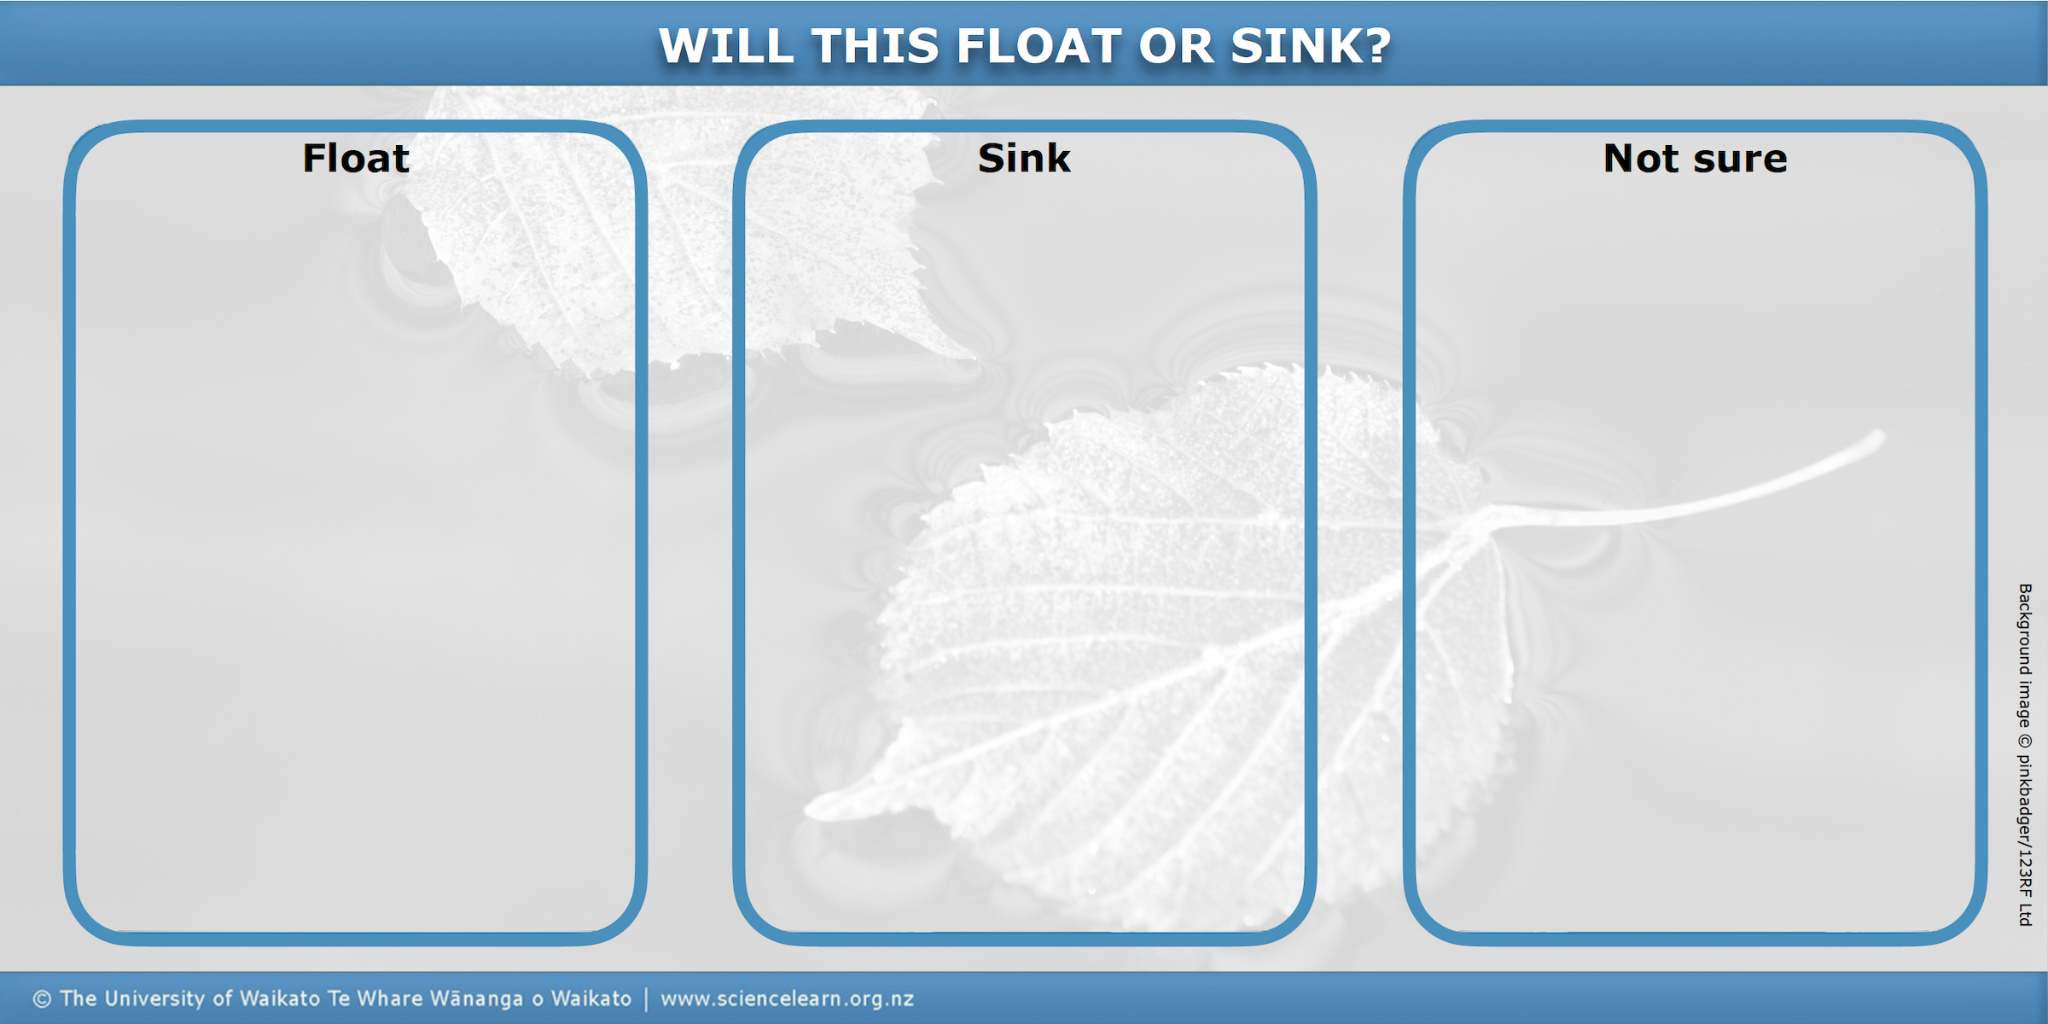 WILL THIS FLOAT OR SINK?
Float
Sink
Not sure
Background image © pinkbadger/123RF Ltd
© The University of Waikato Te Whare Wānanga o Waikato | www.sciencelearn.org.nz